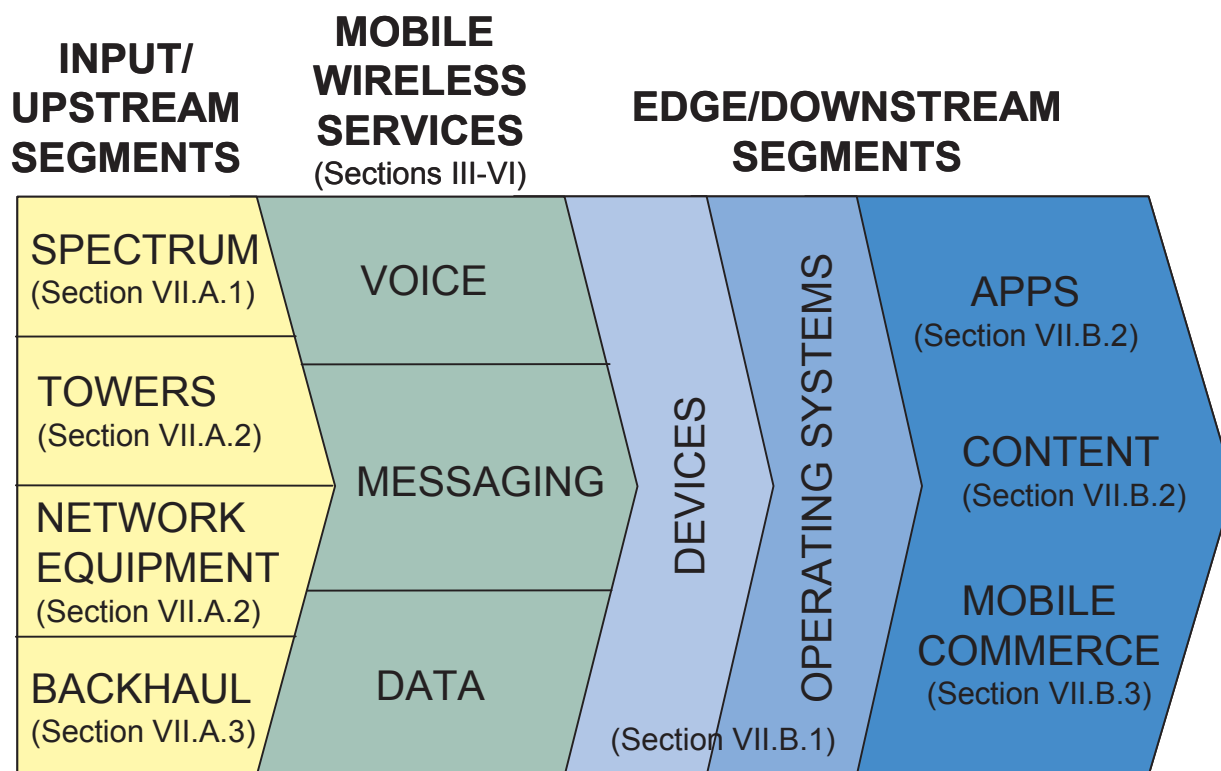 INPUT/
UPSTREAM
SEGMENTS
MOBILE
WIRELESS
SERVICES
(Sections III-VI)
EDGE/DOWNSTREAM
SEGMENTS
SPECTRUM
(Section VII.A.1)
TOWERS
(Section VII.A.2)
NETWORK
EQUIPMENT
(Section VII.A.2)
BACKHAUL
(Section VII.A.3)
VOICE
MESSAGING
DATA
DEVICES
OPERATING SYSTEMS
(Section VII.B.1)
APPS
(Section VII.B.2)
CONTENT
(Section VII.B.2)
MOBILE
COMMERCE
(Section VII.B.3)